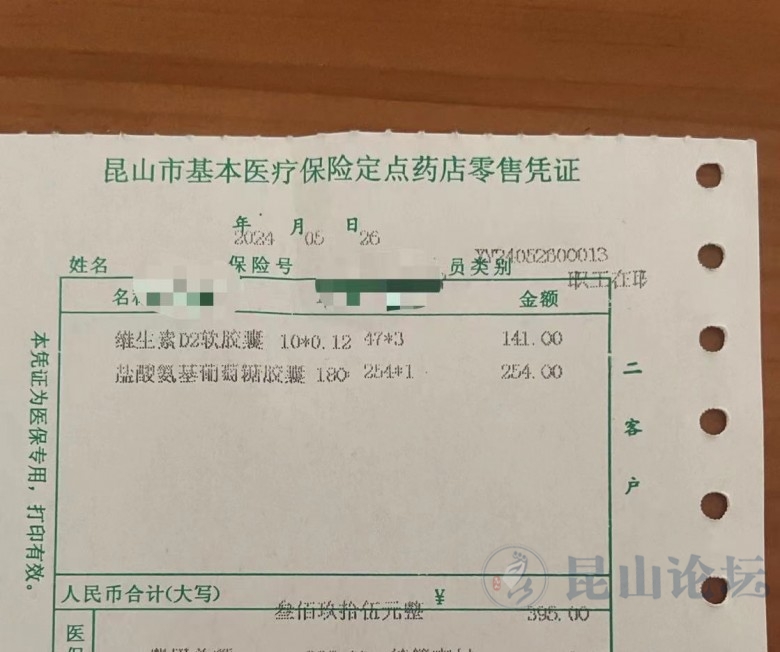 昆山市基本医疗保险定点药店零售凭证
年 月 日
2024 05 26
XV24052600013
姓名 保险号 员类别
职工在职
名 金额
维生素D2软胶囊 10*0.12 47*3 141.00
盐酸氨基葡萄糖胶囊 180 254*1 254.00
人民币合计(大写) 叁佰玖拾伍元整 ¥ 395.00
医
本凭证为医保专用，打印有效。
二客户
昆山论坛